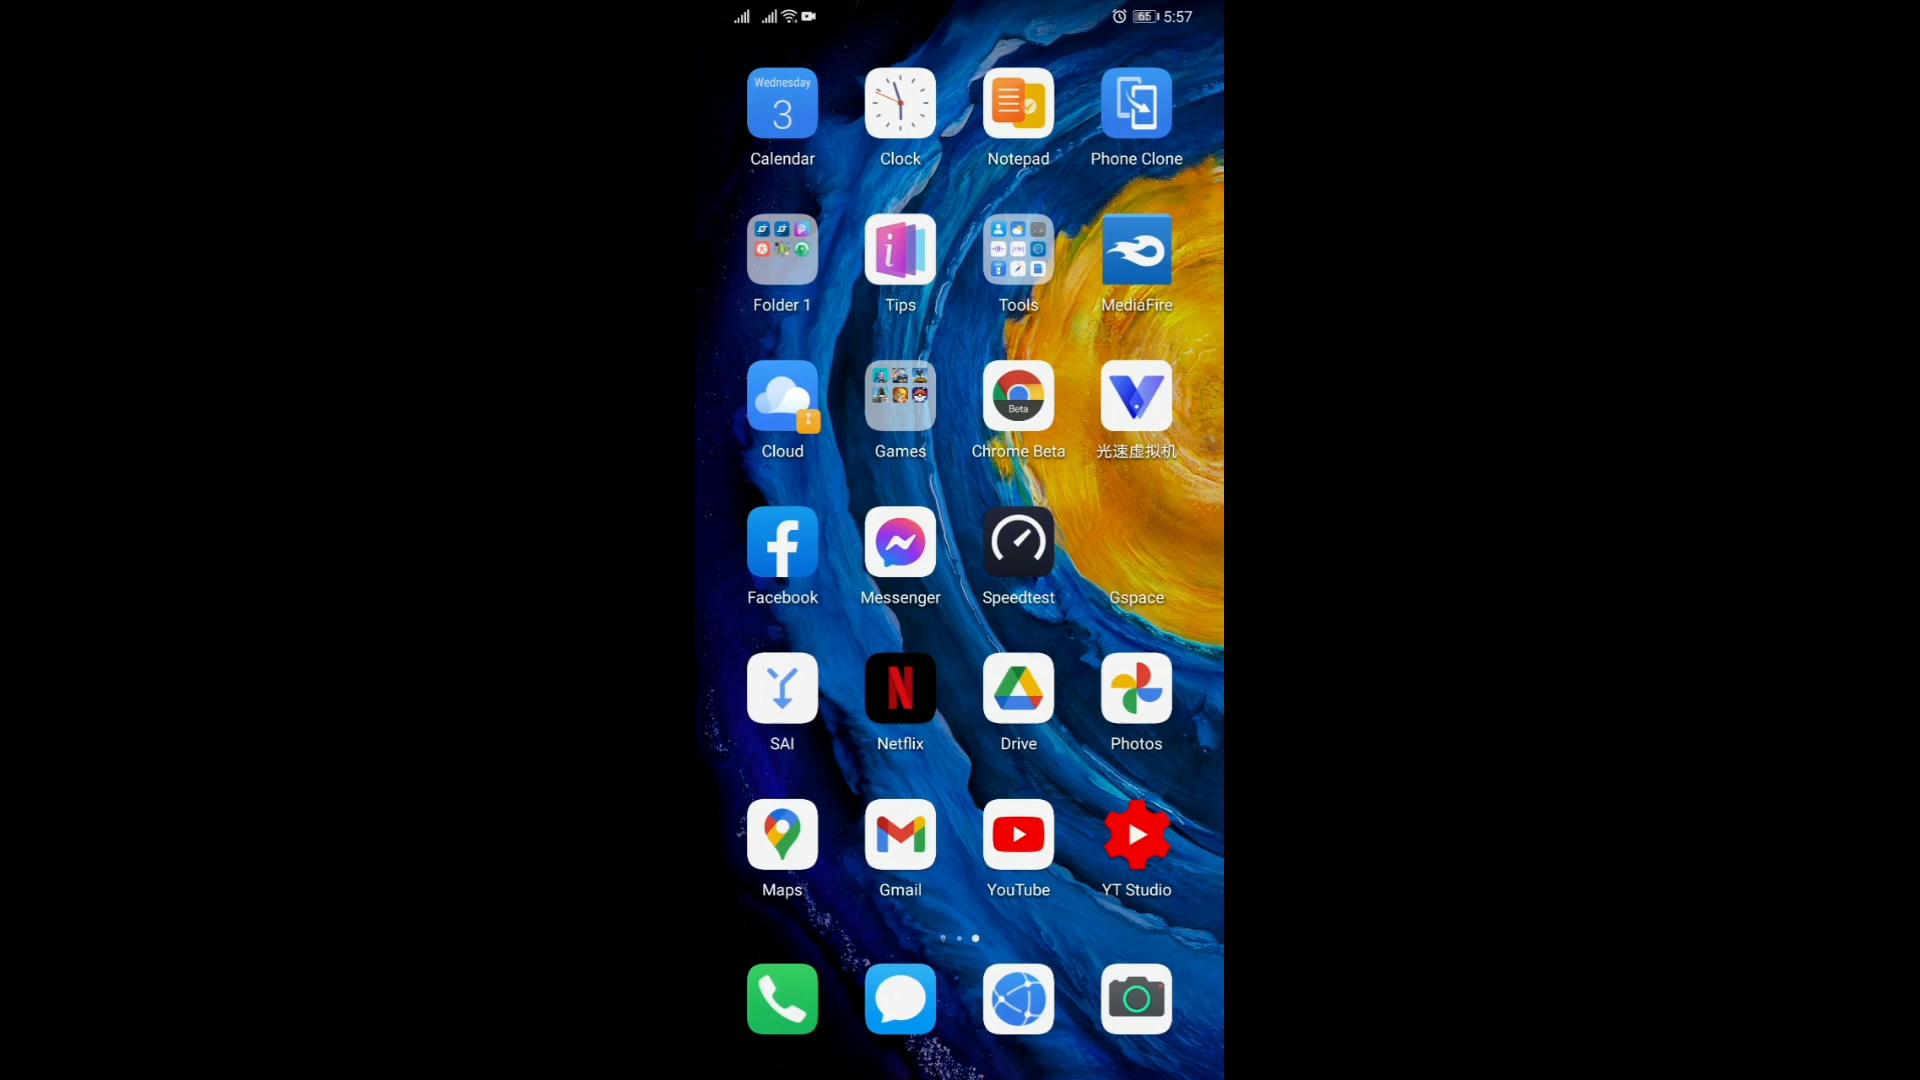 65 5:57
Wednesday
3
Calendar
Clock
Notepad
Phone Clone
Folder 1
Tips
Tools
MediaFire
Beta
Cloud
Games
Chrome Beta
光速虚拟机
Facebook
Messenger
Speedtest
Gspace
SAI
Netflix
Drive
Photos
Maps
Gmail
YouTube
YT Studio